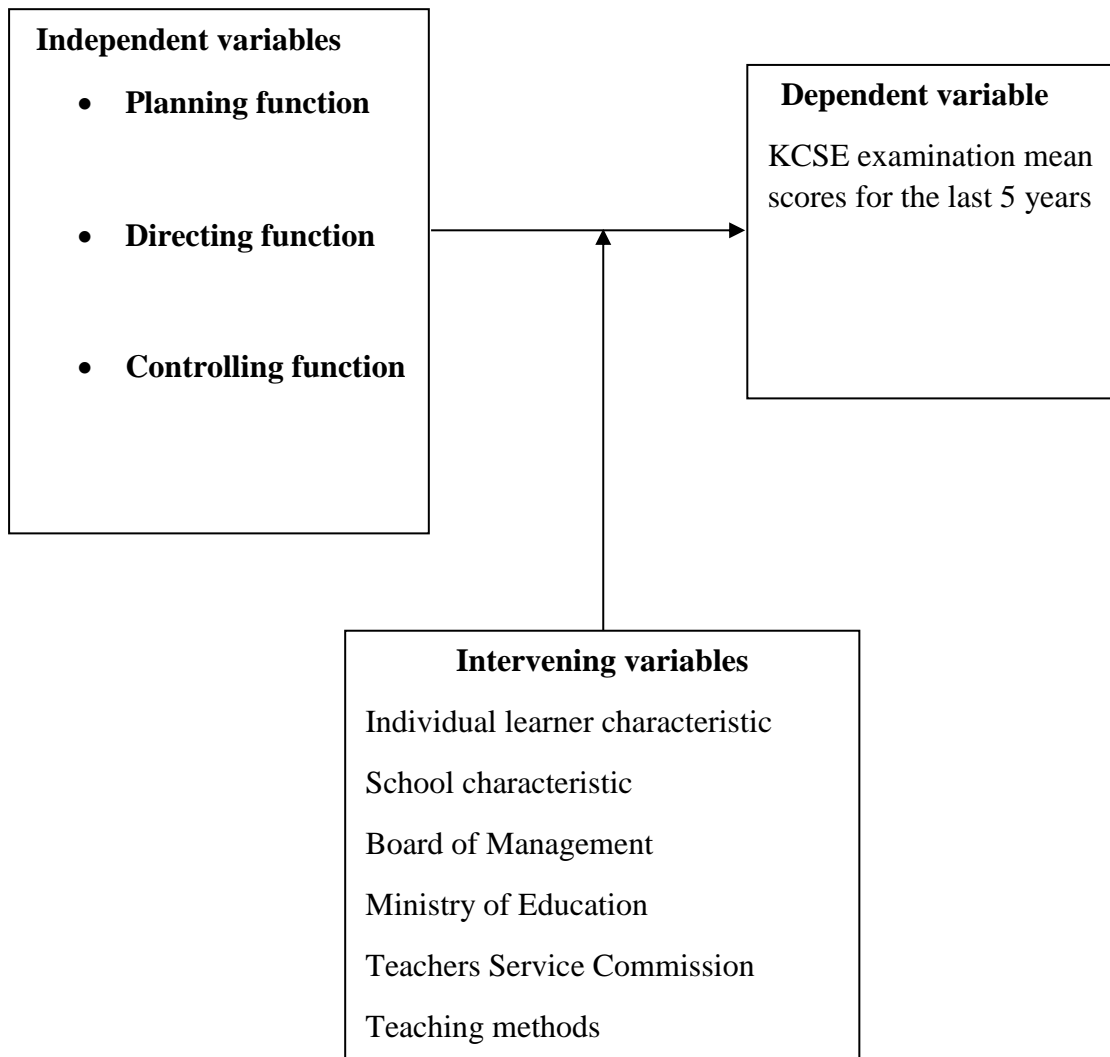 Independent variables
• Planning function
• Directing function
• Controlling function
Dependent variable
KCSE examination mean
scores for the last 5 years
Intervening variables
Individual learner characteristic
School characteristic
Board of Management
Ministry of Education
Teachers Service Commission
Teaching methods